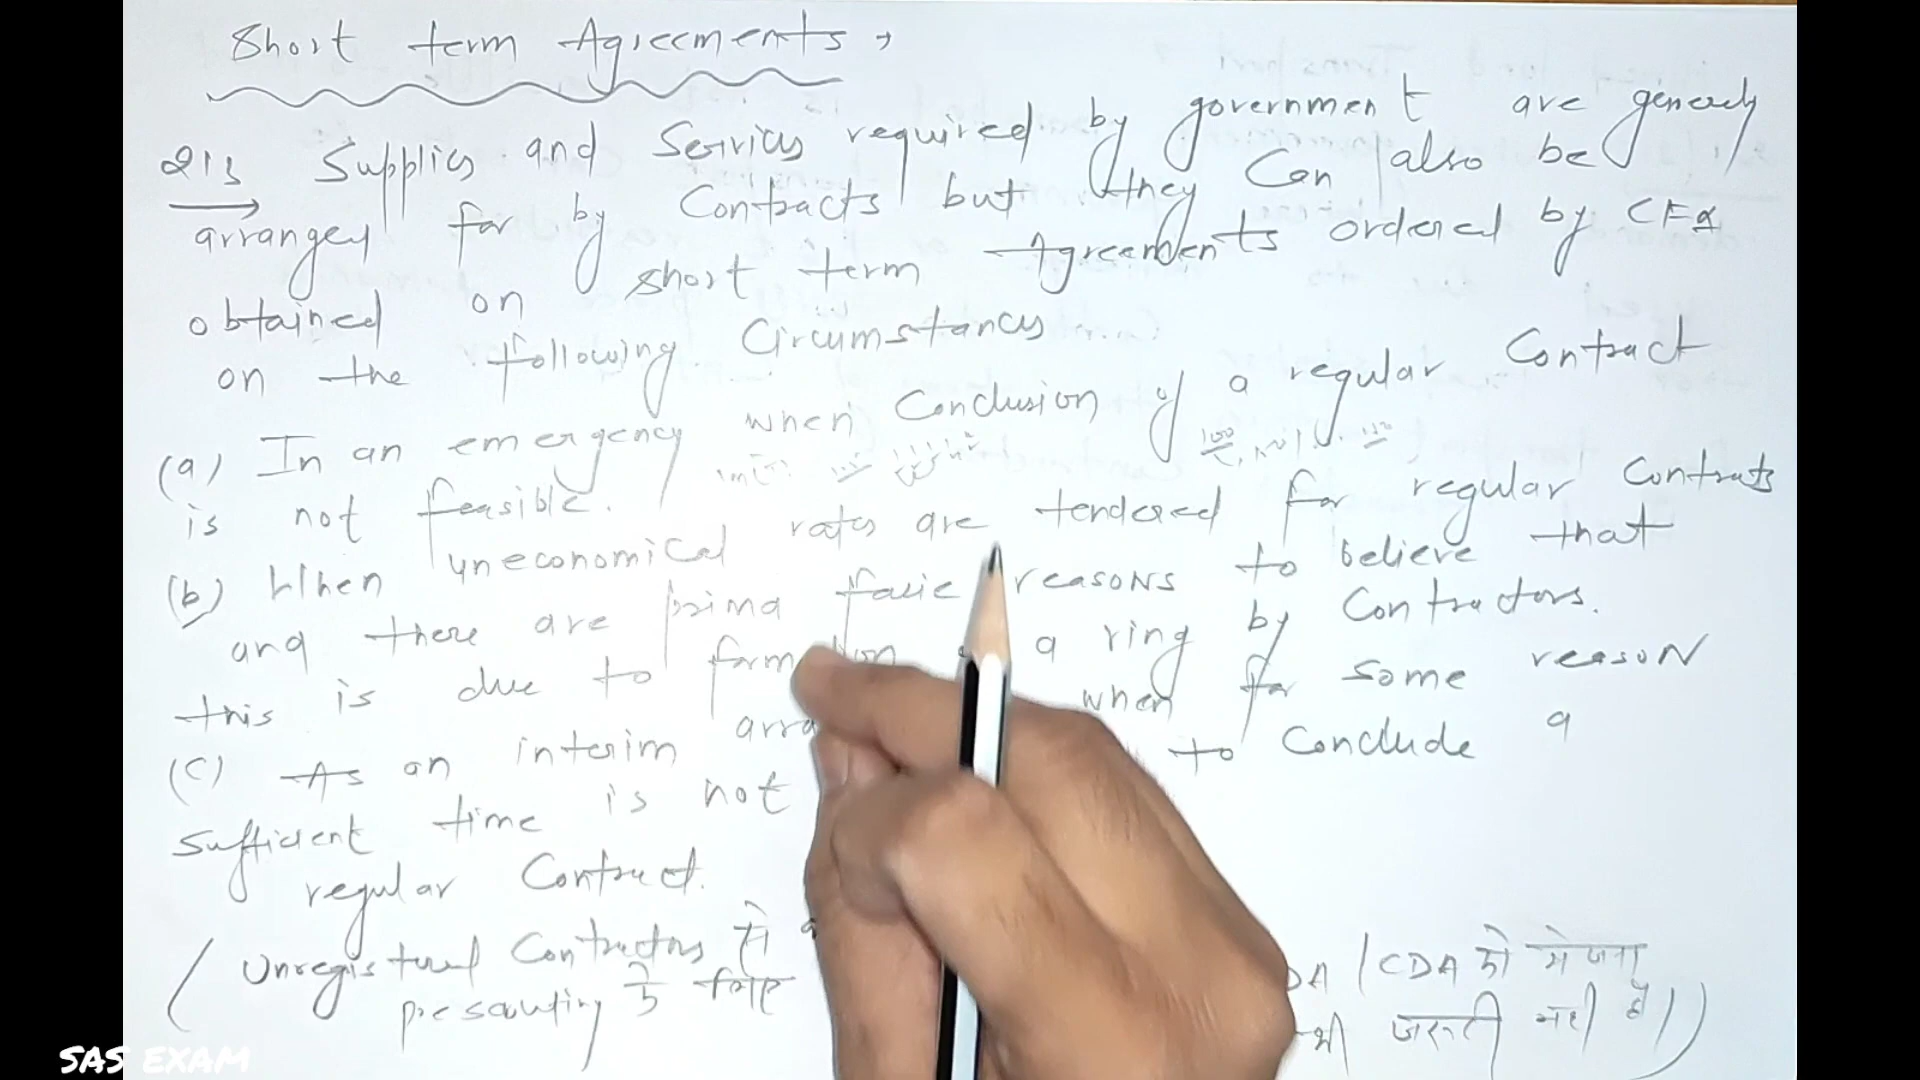 Short term Agreements,
213 Supplies and Services required by government are generaly
arranged for by Contracts but they Can also be
obtained on short term Agreements ordered by CFA
on the following Circumstances
(a) In an emergency when Conclusion of a regular Contract
is not feasible.
(b) When uneconomical rates are tendered for regular Contracts
and there are prima facie reasons to believe that
this is due to formation a ring by Contractors.
(C) As an interim when for some reason
Sufficient time is not to Conclude a
regular Contract.
( Unregistered Contractors DA / CDA को भेजना
के लिए भी जरूरी नहीं है।)
SAS EXAM